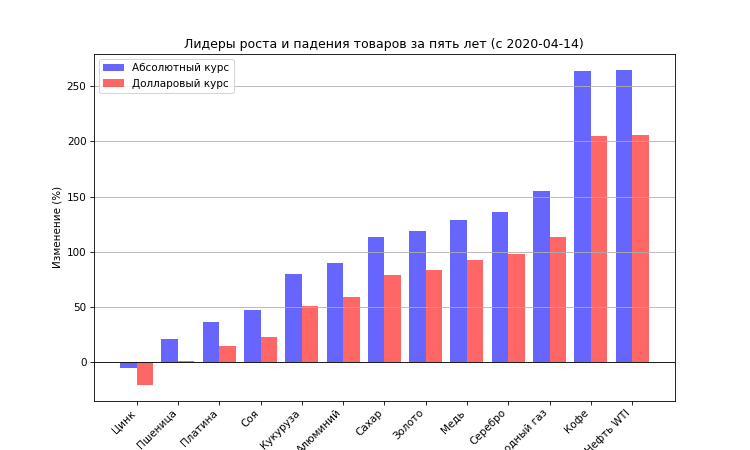 Лидеры роста и падения товаров за пять лет (с 2020-04-14)
Абсолютный курс
Долларовый курс
Изменение (%)
250
200
150
100
50
0
Цинк
Пшеница
Платина
Соя
Кукуруза
Алюминий
Сахар
Золото
Медь
Серебро
одный газ
Кофе
Нефть WTI